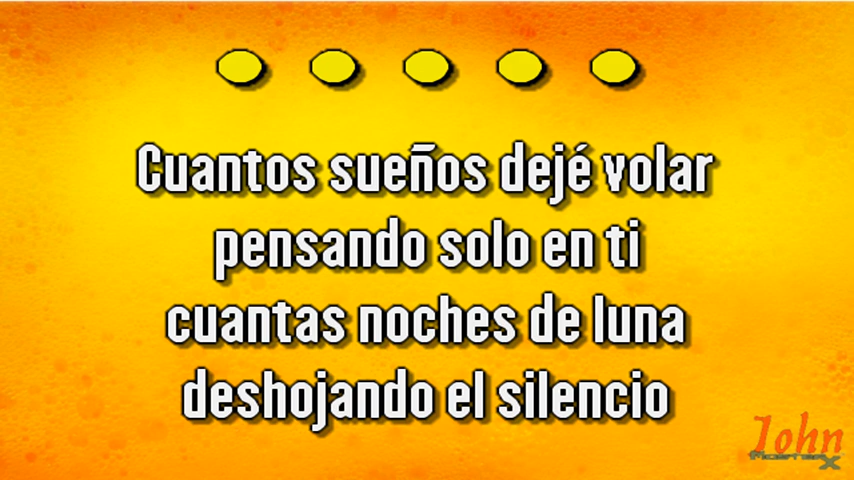 Cuantos sueños dejé volar
pensando solo en ti
cuantas noches de luna
deshojando el silencio
John